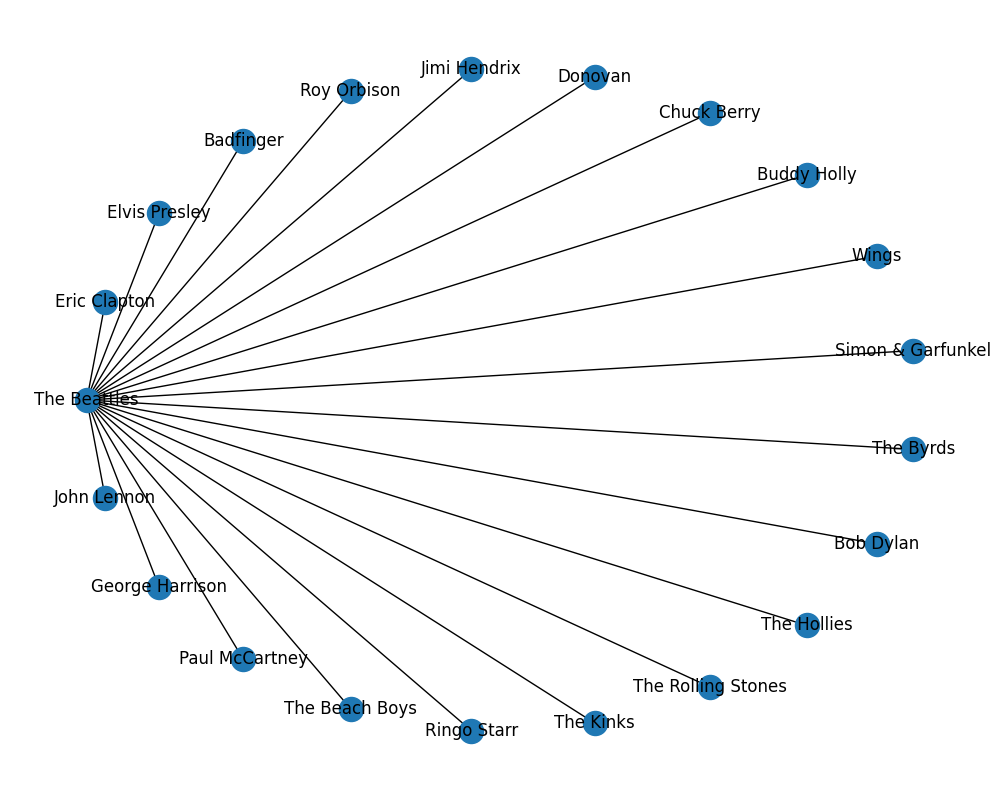 Jimi Hendrix
Donovan
Roy Orbison
Chuck Berry
Badfinger
Buddy Holly
Elvis Presley
Wings
Eric Clapton
Simon & Garfunkel
The Beatles
The Byrds
John Lennon
Bob Dylan
George Harrison
The Hollies
Paul McCartney
The Rolling Stones
The Beach Boys
The Kinks
Ringo Starr